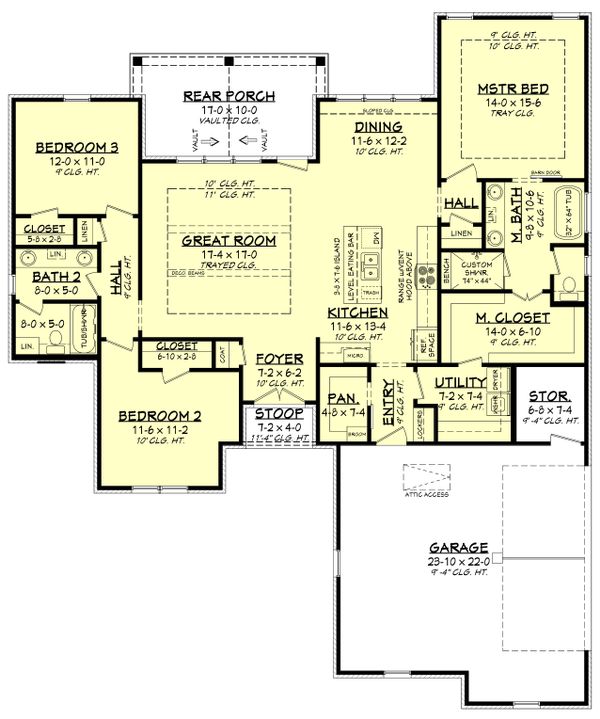 9' CLG. HT.
10' CLG. HT.
MSTR BED
14-0 x 15-6
TRAY CLG.
REAR PORCH
17-0 x 10-0
VAULTED CLG.
VAULT
VAULT
SLOPED CLG.
DINING
11-6 x 12-2
10' CLG. HT.
BEDROOM 3
12-0 x 11-0
9' CLG. HT.
BARN DOOR
10' CLG. HT.
11' CLG. HT.
HALL
LINEN
LIN.
M. BATH
9-8 x 10-6
9' CLG. HT.
32" x 64" TUB
CLOSET
5-8 x 2-8
LINEN
GREAT ROOM
17-4 x 17-0
TRAYED CLG.
DECO BEAMS
3-8 x 7-6 ISLAND
LEVEL EATING BAR
DW
TRASH
RANGE W/VENT
HOOD ABOVE
BENCH
CUSTOM
SHWR
74" x 44"
LIN.
BATH 2
8-0 x 5-0
HALL
9' CLG. HT.
8-0 x 5-0
LIN.
TUB/SHWR
KITCHEN
11-6 x 13-4
10' CLG. HT.
REF.
SPACE
M. CLOSET
14-0 x 6-10
9' CLG. HT.
CLOSET
6-10 x 2-8
COAT
MICRO
FOYER
7-2 x 6-2
10' CLG. HT.
PAN.
4-8 x 7-4
BROOM
ENTRY
9' CLG. HT.
LOCKERS
UTILITY
7-2 x 7-4
9' CLG. HT.
DRYER
WSHR
STOR.
6-8 x 7-4
9'-4" CLG. HT.
BEDROOM 2
11-6 x 11-2
10' CLG. HT.
STOOP
7-2 x 4-0
11'-4" CLG. HT.
ATTIC ACCESS
GARAGE
23-10 x 22-0
9'-4" CLG. HT.